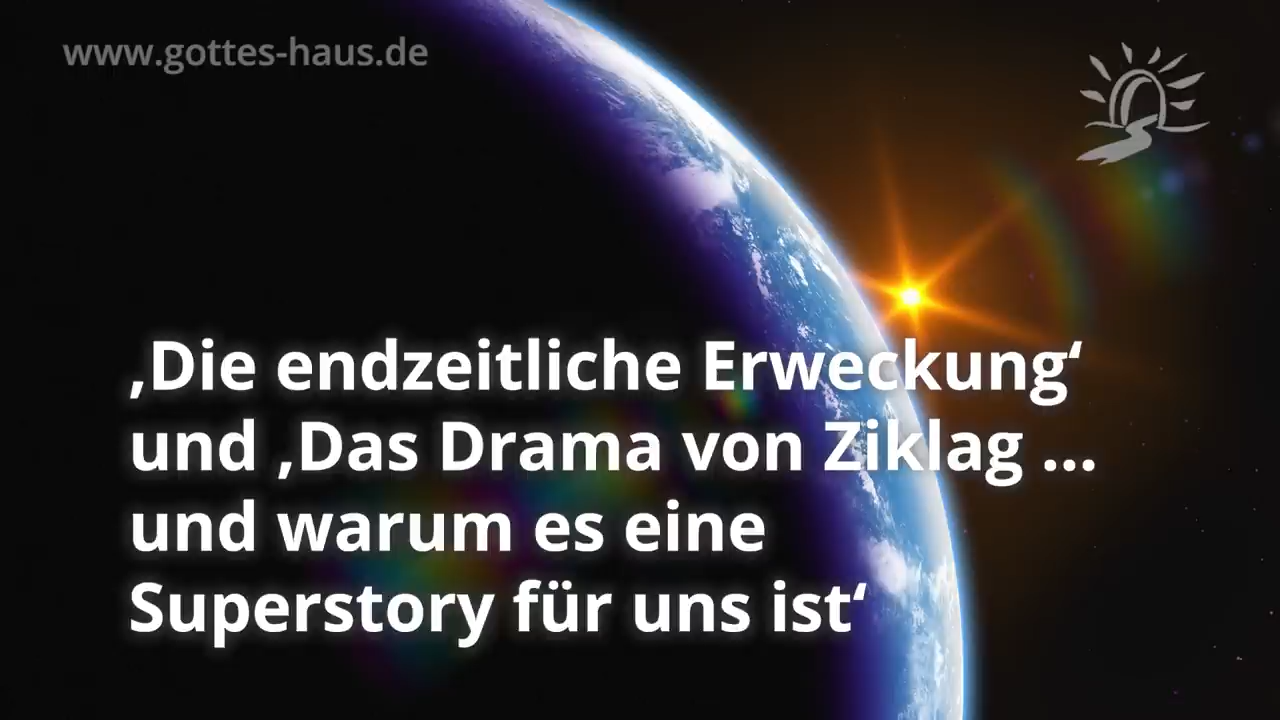 www.gottes-haus.de
‚Die endzeitliche Erweckung‘
und ‚Das Drama von Ziklag ...
und warum es eine
Superstory für uns ist‘